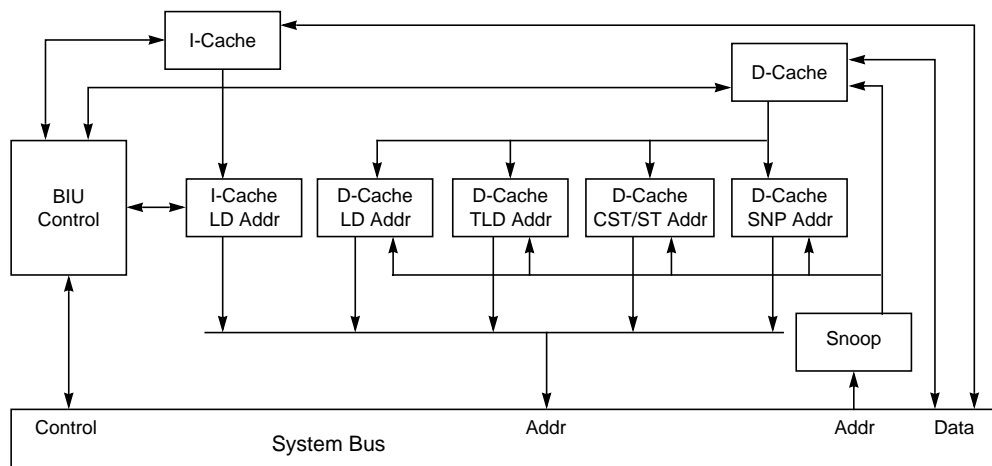 I-Cache
D-Cache
BIU
Control
I-Cache
LD Addr
D-Cache
LD Addr
D-Cache
TLD Addr
D-Cache
CST/ST Addr
D-Cache
SNP Addr
Snoop
Control
Addr
Addr
Data
System Bus